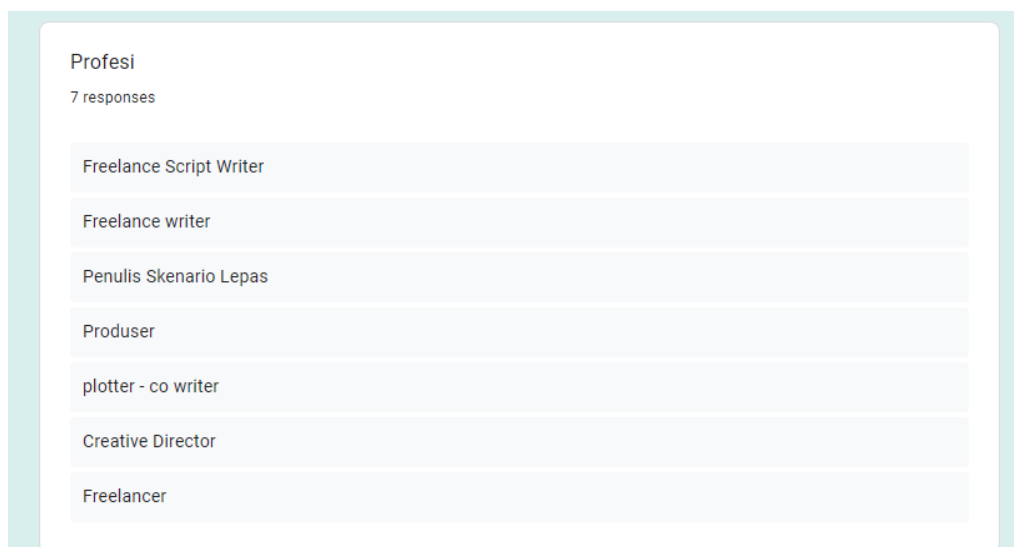 Profesi
7 responses
Freelance Script Writer
Freelance writer
Penulis Skenario Lepas
Produser
plotter - co writer
Creative Director
Freelancer